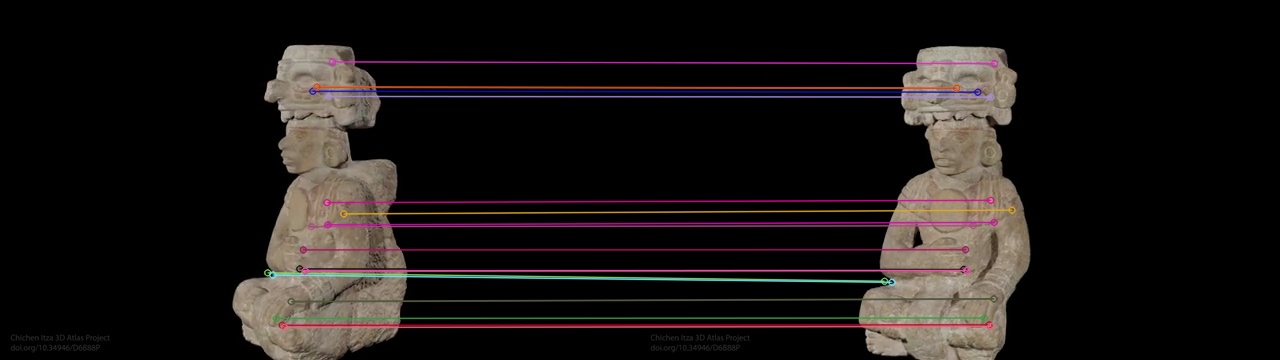 Chichen Itza 3D Atlas Project
doi.org/10.34946/D6B88P
Chichen Itza 3D Atlas Project
doi.org/10.34946/D6B88P